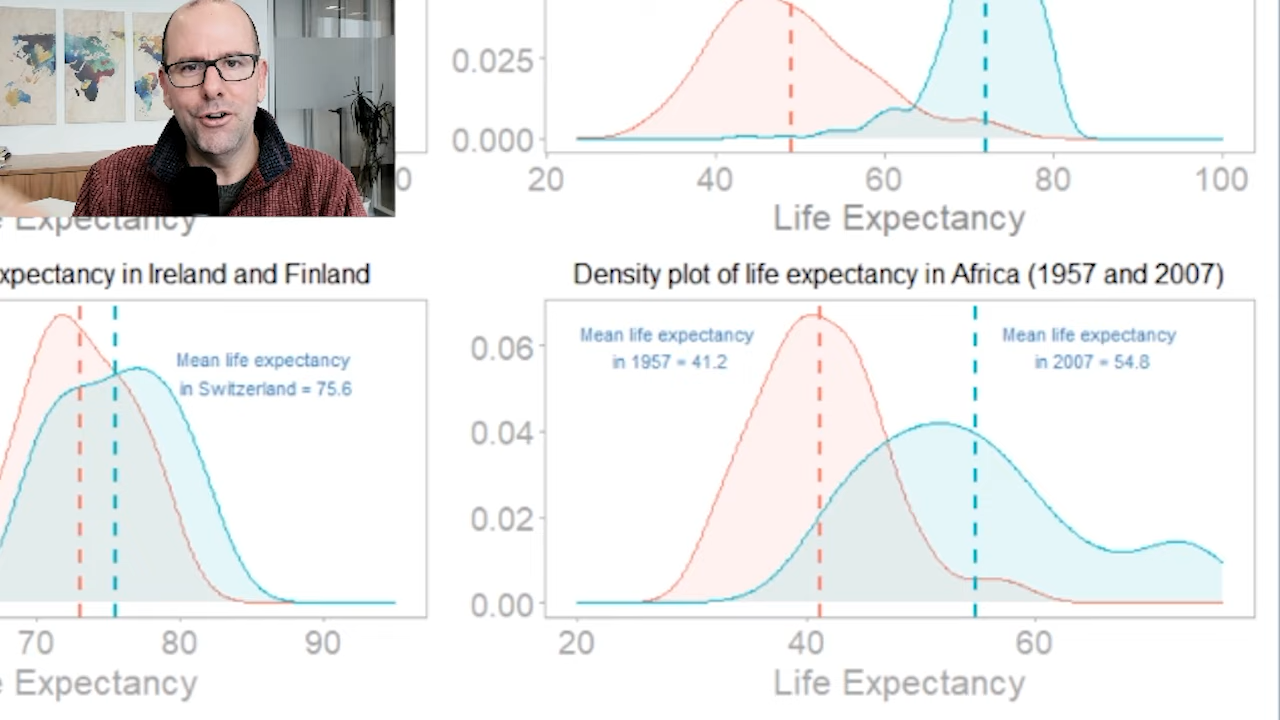 0.025
0.000
20 40 60 80 100
Life Expectancy
0
Expectancy
xpectancy in Ireland and Finland
Mean life expectancy
in Switzerland = 75.6
70 80 90
e Expectancy
Density plot of life expectancy in Africa (1957 and 2007)
Mean life expectancy
in 1957 = 41.2
Mean life expectancy
in 2007 = 54.8
0.06
0.04
0.02
0.00
20 40 60
Life Expectancy